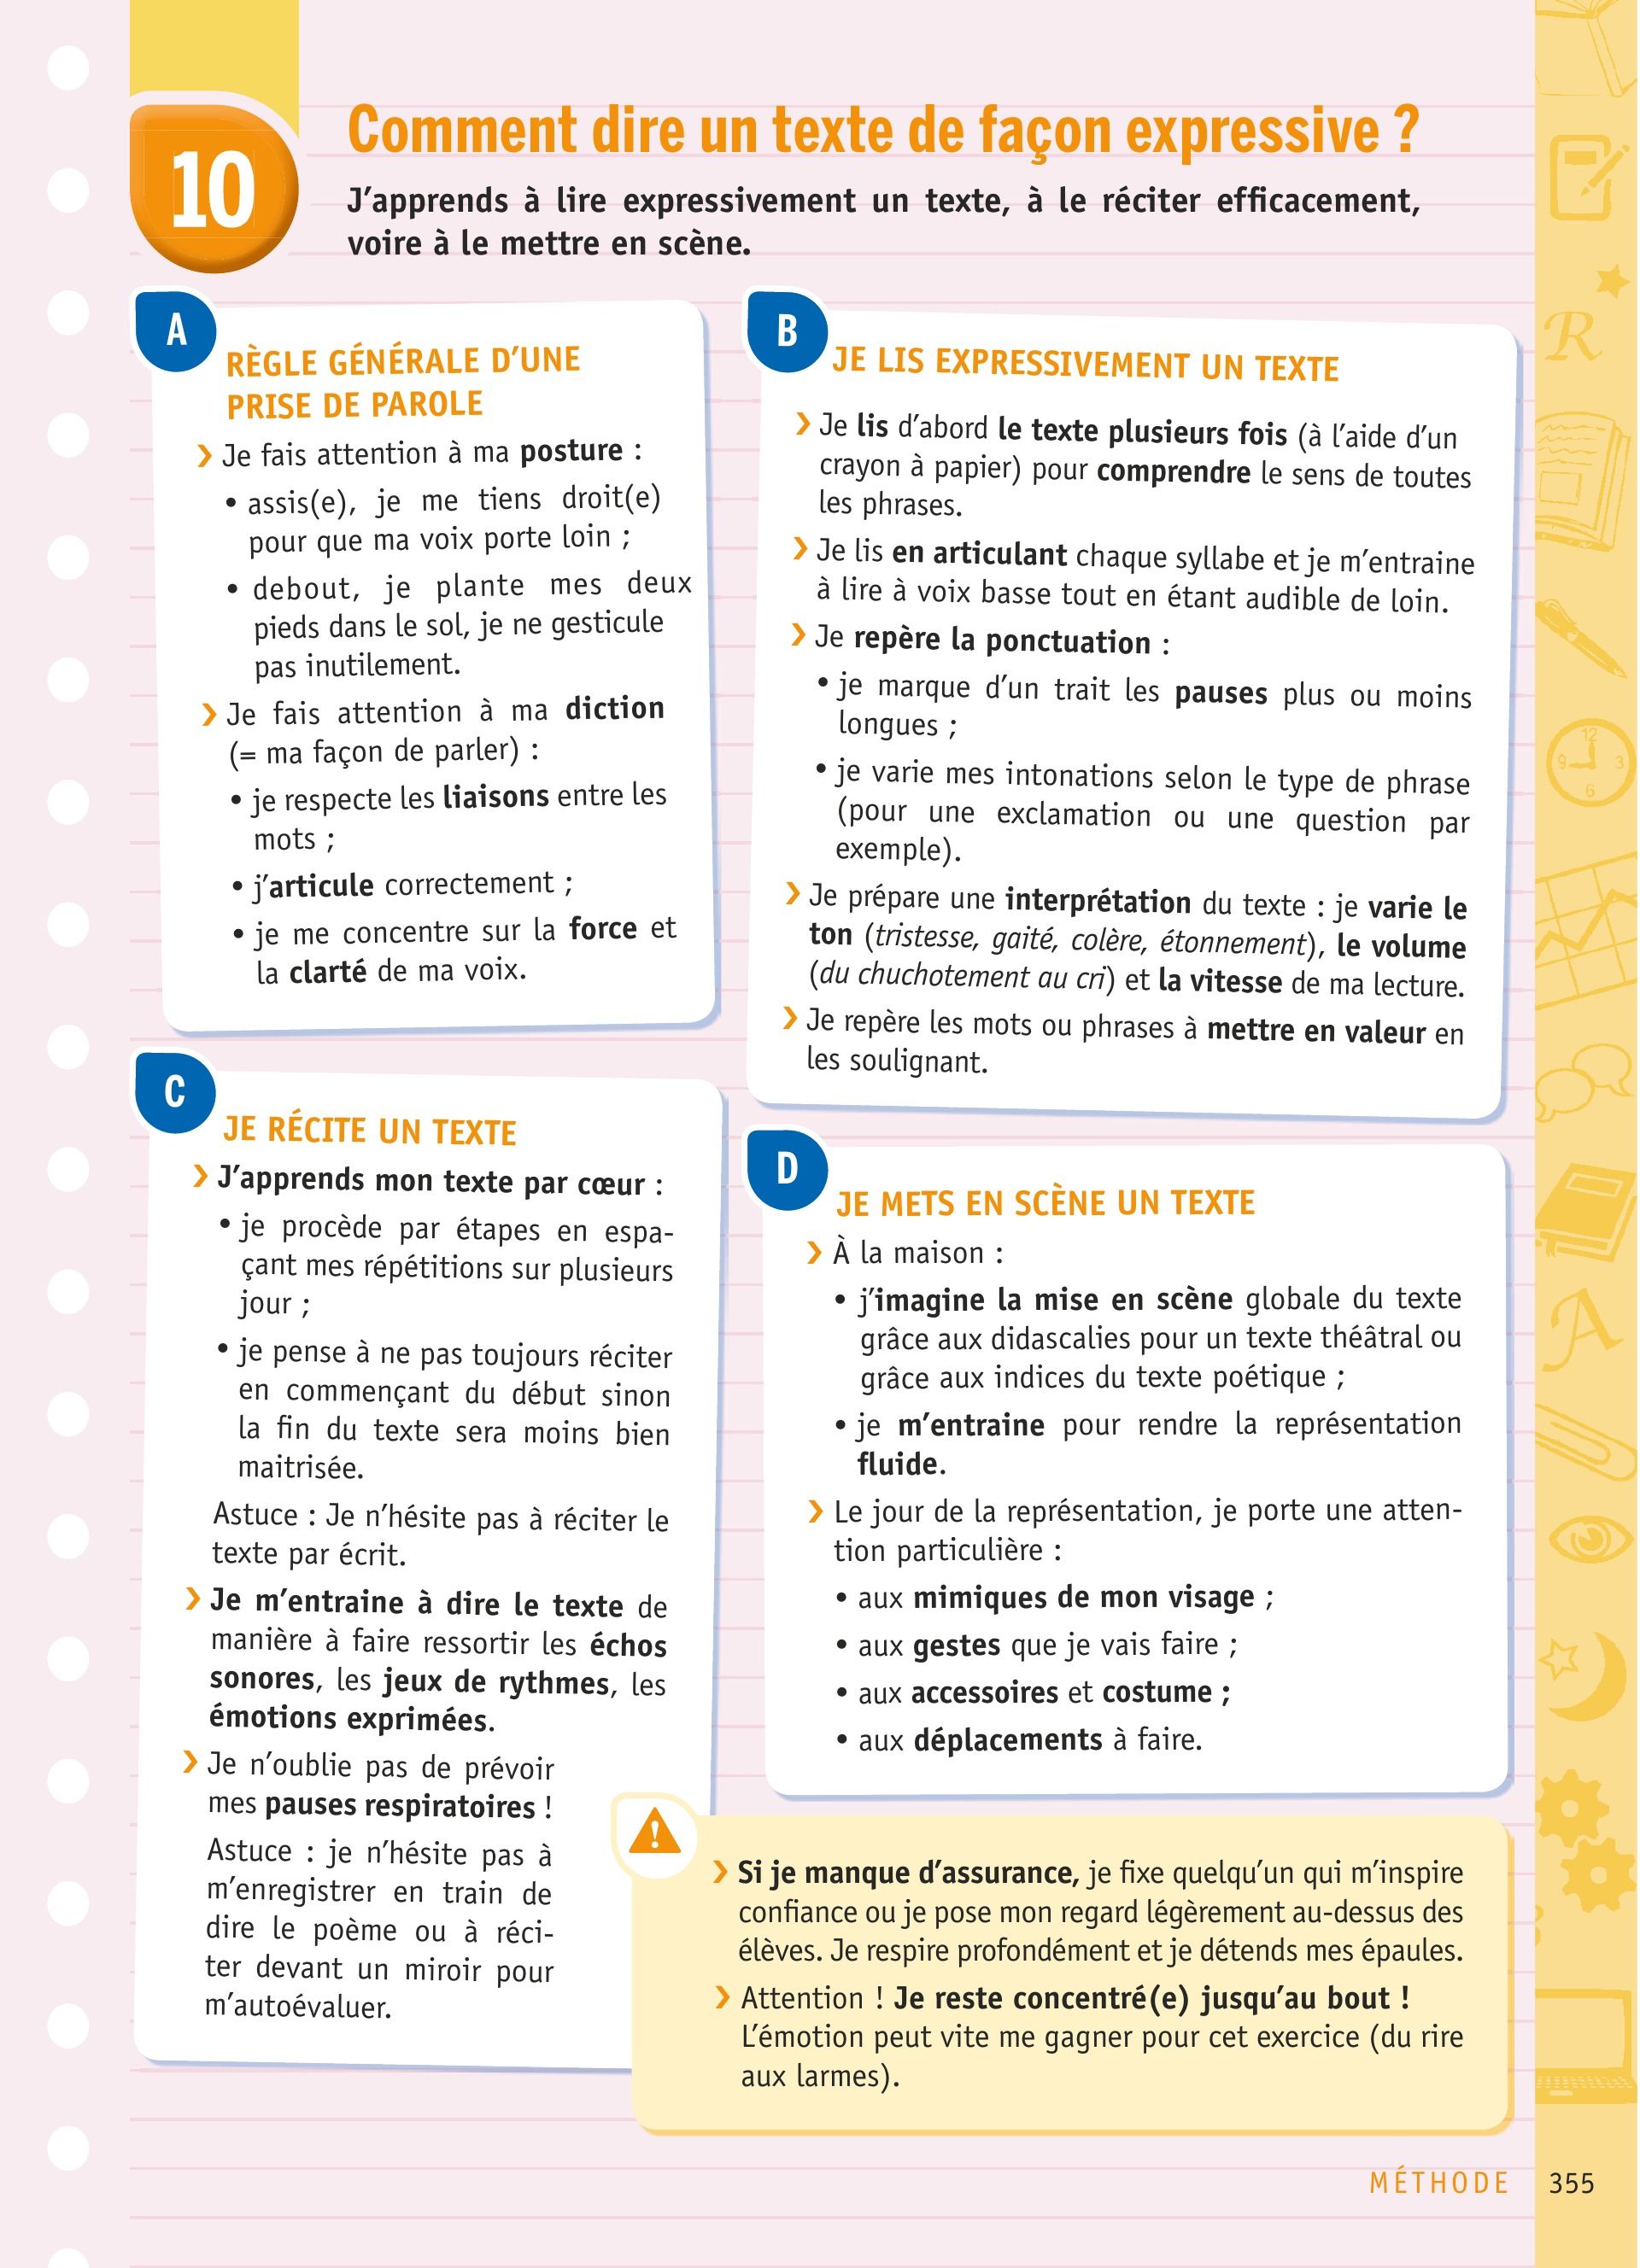 10
Comment dire un texte de façon expressive ?
J'apprends à lire expressivement un texte, à le réciter efficacement,
voire à le mettre en scène.
A
RÈGLE GÉNÉRALE D'UNE
PRISE DE PAROLE
❯ Je fais attention à ma posture :
• assis(e), je me tiens droit(e)
pour que ma voix porte loin ;
• debout, je plante mes deux
pieds dans le sol, je ne gesticule
pas inutilement.
❯ Je fais attention à ma diction
(= ma façon de parler) :
• je respecte les liaisons entre les
mots ;
• j'articule correctement ;
• je me concentre sur la force et
la clarté de ma voix.
B
JE LIS EXPRESSIVEMENT UN TEXTE
❯ Je lis d'abord le texte plusieurs fois (à l'aide d'un
crayon à papier) pour comprendre le sens de toutes
les phrases.
❯ Je lis en articulant chaque syllabe et je m'entraine
à lire à voix basse tout en étant audible de loin.
❯ Je repère la ponctuation :
• je marque d'un trait les pauses plus ou moins
longues ;
• je varie mes intonations selon le type de phrase
(pour une exclamation ou une question par
exemple).
❯ Je prépare une interprétation du texte : je varie le
ton (tristesse, gaité, colère, étonnement), le volume
(du chuchotement au cri) et la vitesse de ma lecture.
❯ Je repère les mots ou phrases à mettre en valeur en
les soulignant.
C
JE RÉCITE UN TEXTE
❯ J'apprends mon texte par cœur :
• je procède par étapes en espa-
çant mes répétitions sur plusieurs
jour ;
• je pense à ne pas toujours réciter
en commençant du début sinon
la fin du texte sera moins bien
maitrisée.
Astuce : Je n'hésite pas à réciter le
texte par écrit.
❯ Je m'entraine à dire le texte de
manière à faire ressortir les échos
sonores, les jeux de rythmes, les
émotions exprimées.
❯ Je n'oublie pas de prévoir
mes pauses respiratoires !
Astuce : je n'hésite pas à
m'enregistrer en train de
dire le poème ou à réci-
ter devant un miroir pour
m'autoévaluer.
D
JE METS EN SCÈNE UN TEXTE
❯ À la maison :
• j'imagine la mise en scène globale du texte
grâce aux didascalies pour un texte théâtral ou
grâce aux indices du texte poétique ;
• je m'entraine pour rendre la représentation
fluide.
❯ Le jour de la représentation, je porte une atten-
tion particulière :
• aux mimiques de mon visage ;
• aux gestes que je vais faire ;
• aux accessoires et costume ;
• aux déplacements à faire.
!
❯ Si je manque d'assurance, je fixe quelqu'un qui m'inspire
confiance ou je pose mon regard légèrement au-dessus des
élèves. Je respire profondément et je détends mes épaules.
❯ Attention ! Je reste concentré(e) jusqu'au bout !
L'émotion peut vite me gagner pour cet exercice (du rire
aux larmes).
R
12
9 3
6
A
MÉTHODE 355